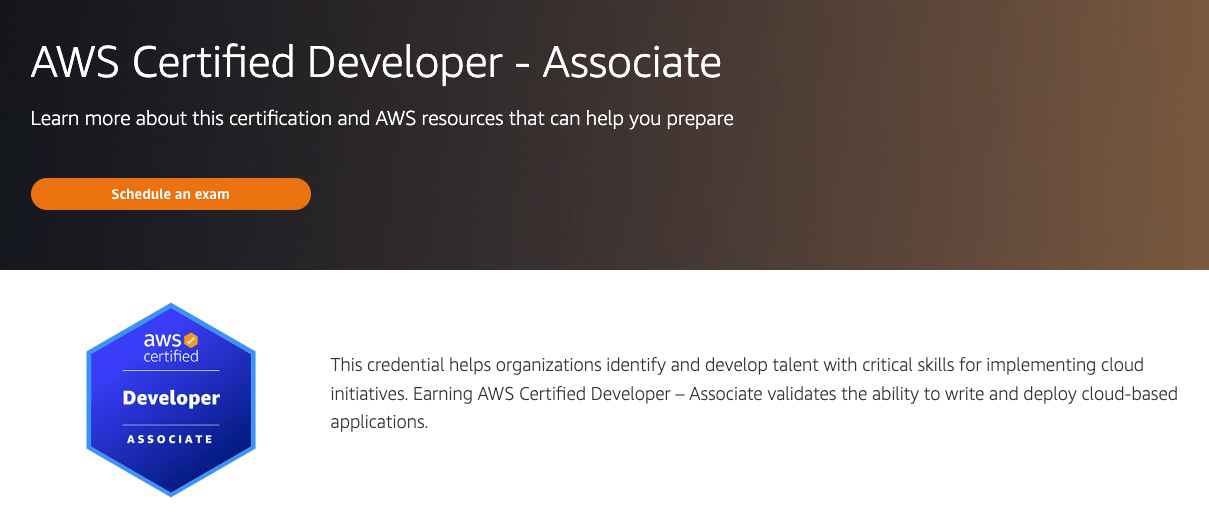 AWS Certified Developer - Associate
Learn more about this certification and AWS resources that can help you prepare
Schedule an exam
aws
certified
Developer
ASSOCIATE
This credential helps organizations identify and develop talent with critical skills for implementing cloud
initiatives. Earning AWS Certified Developer – Associate validates the ability to write and deploy cloud-based
applications.